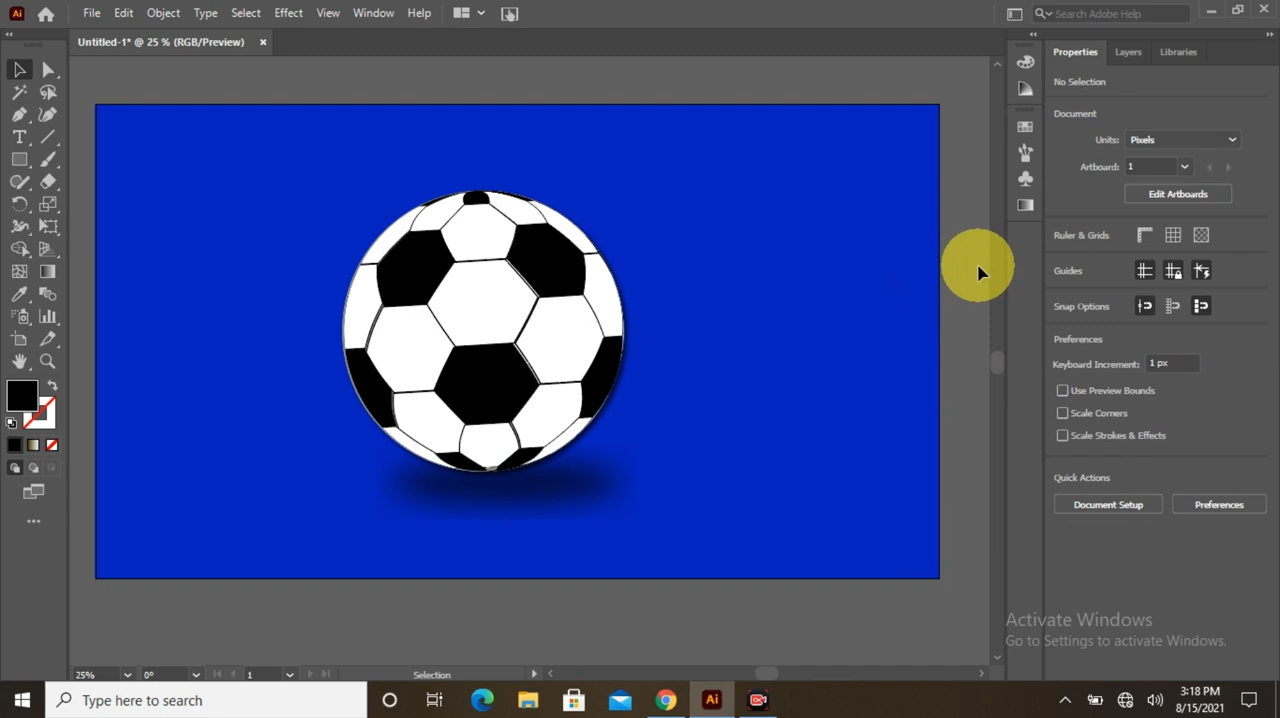 Ai File Edit Object Type Select Effect View Window Help Search Adobe Help
Untitled-1* @ 25 % (RGB/Preview) ×
Properties Layers Libraries
No Selection
Document
Units: Pixels
Artboard: 1
Edit Artboards
Ruler & Grids
Guides
Snap Options
Preferences
Keyboard Increment: 1 px
Use Preview Bounds
Scale Corners
Scale Strokes & Effects
Quick Actions
Document Setup Preferences
Activate Windows
Go to Settings to activate Windows.
25% 0° 1 Selection
Type here to search
Ai
3:18 PM
8/15/2021